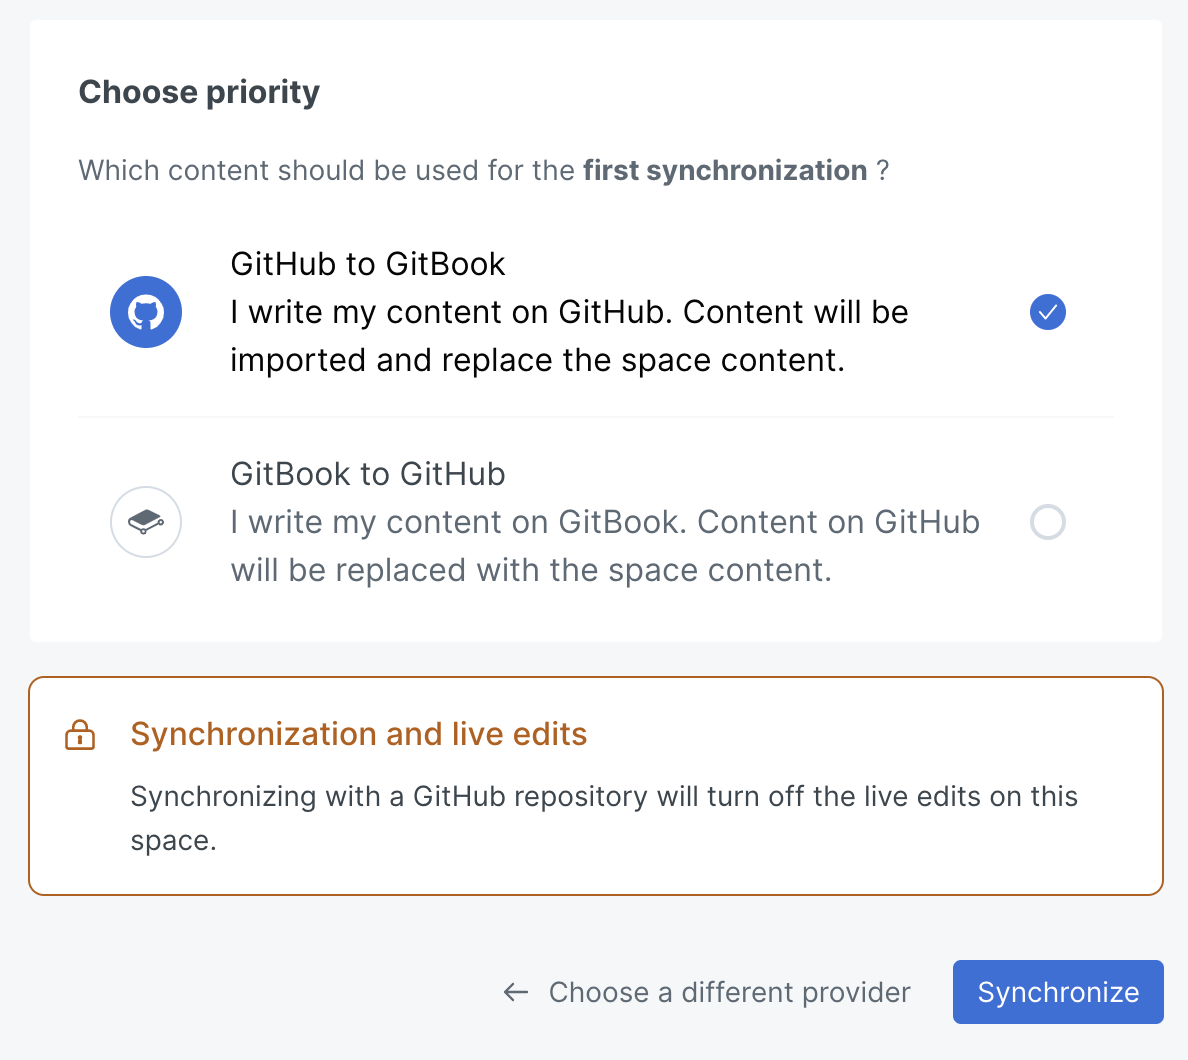 Choose priority
Which content should be used for the first synchronization ?
GitHub to GitBook
I write my content on GitHub. Content will be
imported and replace the space content.
GitBook to GitHub
I write my content on GitBook. Content on GitHub
will be replaced with the space content.
Synchronization and live edits
Synchronizing with a GitHub repository will turn off the live edits on this
space.
← Choose a different provider
Synchronize